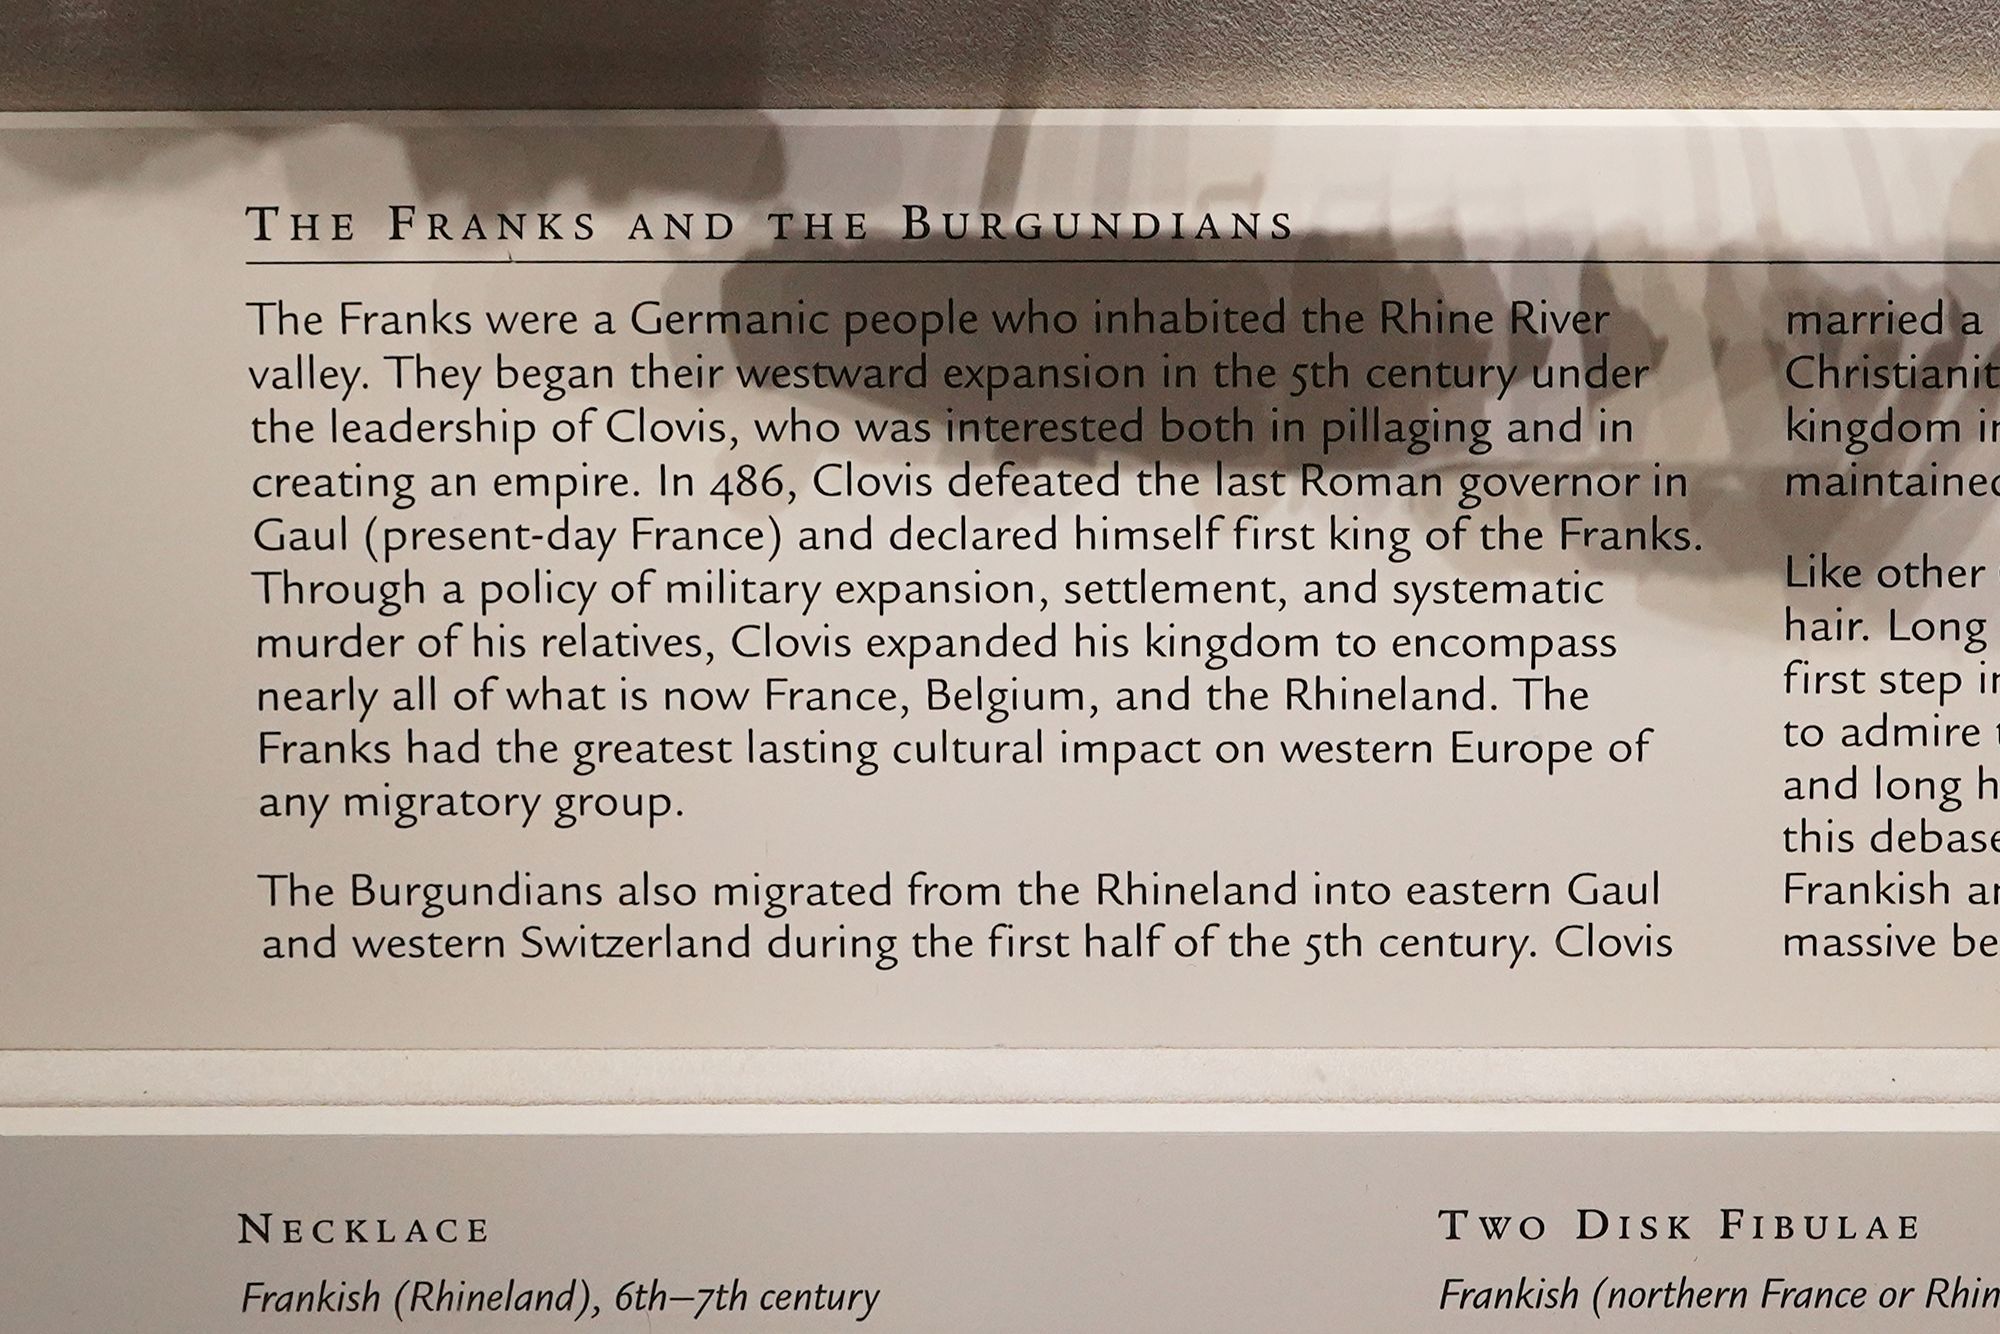 THE FRANKS AND THE BURGUNDIANS
The Franks were a Germanic people who inhabited the Rhine River
valley. They began their westward expansion in the 5th century under
the leadership of Clovis, who was interested both in pillaging and in
creating an empire. In 486, Clovis defeated the last Roman governor in
Gaul (present-day France) and declared himself first king of the Franks.
Through a policy of military expansion, settlement, and systematic
murder of his relatives, Clovis expanded his kingdom to encompass
nearly all of what is now France, Belgium, and the Rhineland. The
Franks had the greatest lasting cultural impact on western Europe of
any migratory group.
The Burgundians also migrated from the Rhineland into eastern Gaul
and western Switzerland during the first half of the 5th century. Clovis
married a
kingdom
Like other
hair. Long
first step
to admire
and long
this
Frankish
massive
NECKLACE
Frankish (Rhineland), 6th–7th century
TWO DISK FIBULAE
Frankish (northern France or